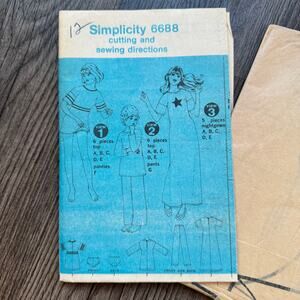 12
Simplicity 6688
cutting and
sewing directions
1
6 pieces
top
A, B, C,
D, E
panties
F
2
6 pieces
top
A, B, C,
D, E
pants
G
3
5 pieces
nightgown
A, B, C,
D, E